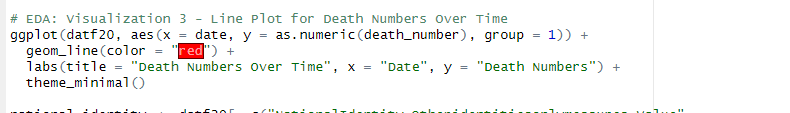 # EDA: Visualization 3 - Line Plot for Death Numbers Over Time
ggplot(datf20, aes(x = date, y = as.numeric(death_number), group = 1)) +
  geom_line(color = "red") +
  labs(title = "Death Numbers Over Time", x = "Date", y = "Death Numbers") +
  theme_minimal()